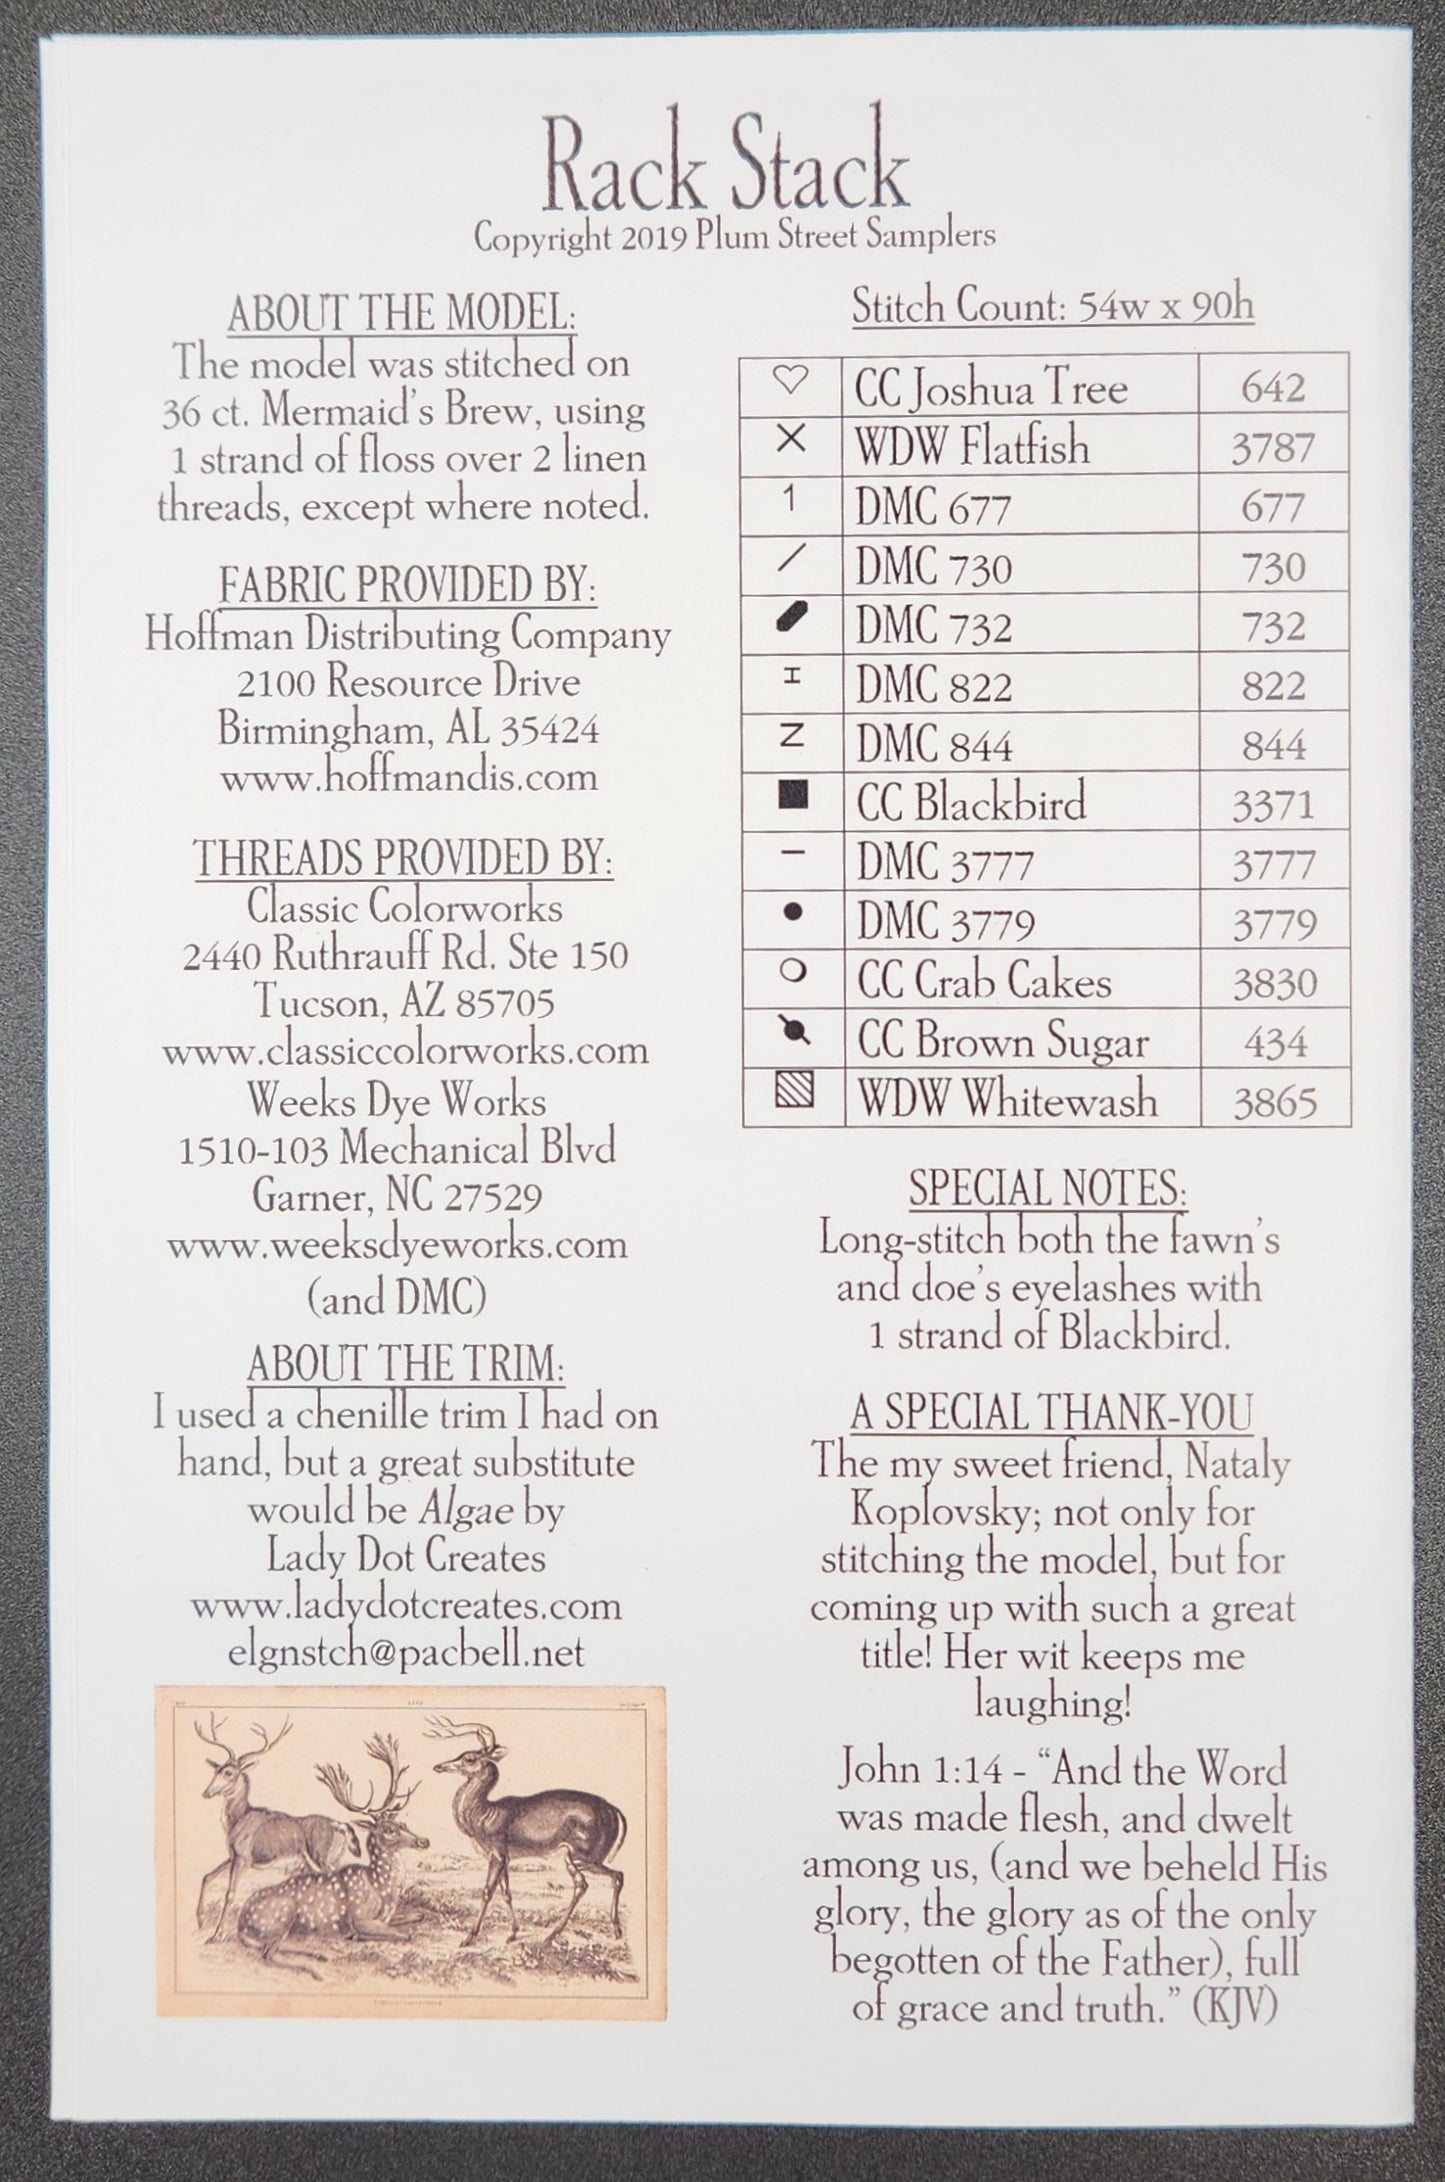 Rack Stack
Copyright 2019 Plum Street Samplers
ABOUT THE MODEL:
The model was stitched on
36 ct. Mermaid's Brew, using
1 strand of floss over 2 linen
threads, except where noted.
FABRIC PROVIDED BY:
Hoffman Distributing Company
2100 Resource Drive
Birmingham, AL 35424
www.hoffmandis.com
THREADS PROVIDED BY:
Classic Colorworks
2440 Ruthrauff Rd. Ste 150
Tucson, AZ 85705
www.classiccolorworks.com
Weeks Dye Works
1510-103 Mechanical Blvd
Garner, NC 27529
www.weeksdyeworks.com
(and DMC)
ABOUT THE TRIM:
I used a chenille trim I had on
hand, but a great substitute
would be Algae by
Lady Dot Creates
www.ladydotcreates.com
elgnstch@pacbell.net
Stitch Count: 54w x 90h
♡ CC Joshua Tree 642
X WDW Flatfish 3787
1 DMC 677 677
/ DMC 730 730
DMC 732 732
I DMC 822 822
Z DMC 844 844
■ CC Blackbird 3371
– DMC 3777 3777
● DMC 3779 3779
○ CC Crab Cakes 3830
CC Brown Sugar 434
▧ WDW Whitewash 3865
SPECIAL NOTES:
Long-stitch both the fawn's
and doe's eyelashes with
1 strand of Blackbird.
A SPECIAL THANK-YOU
The my sweet friend, Nataly
Koplovsky; not only for
stitching the model, but for
coming up with such a great
title! Her wit keeps me
laughing!
John 1:14 - “And the Word
was made flesh, and dwelt
among us, (and we beheld His
glory, the glory as of the only
begotten of the Father), full
of grace and truth.” (KJV)